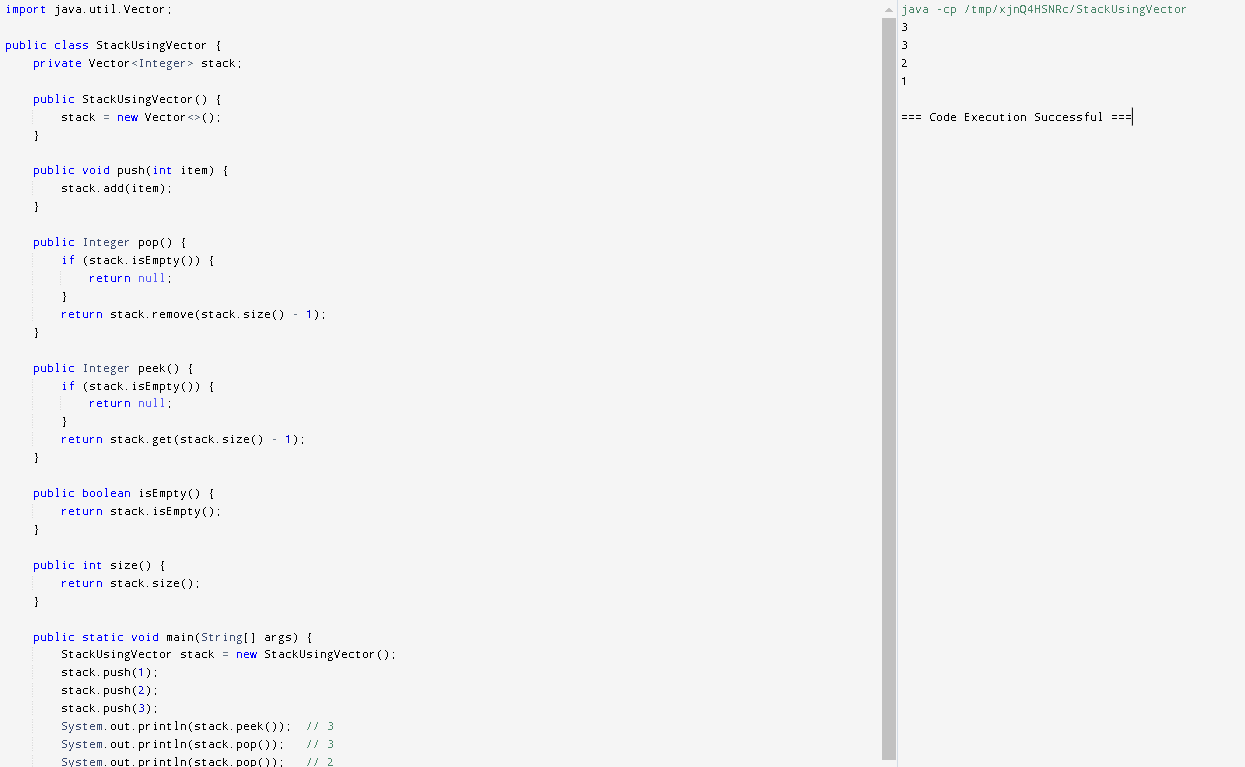 import java.util.Vector;
public class StackUsingVector {
    private Vector<Integer> stack;
    public StackUsingVector() {
        stack = new Vector<>();
    }
    public void push(int item) {
        stack.add(item);
    }
    public Integer pop() {
        if (stack.isEmpty()) {
            return null;
        }
        return stack.remove(stack.size() - 1);
    }
    public Integer peek() {
        if (stack.isEmpty()) {
            return null;
        }
        return stack.get(stack.size() - 1);
    }
    public boolean isEmpty() {
        return stack.isEmpty();
    }
    public int size() {
        return stack.size();
    }
    public static void main(String[] args) {
        StackUsingVector stack = new StackUsingVector();
        stack.push(1);
        stack.push(2);
        stack.push(3);
        System.out.println(stack.peek());  // 3
        System.out.println(stack.pop());   // 3
        System.out.println(stack.pop());   // 2
java -cp /tmp/xjnQ4HSNRc/StackUsingVector
3
3
2
1
=== Code Execution Successful ===